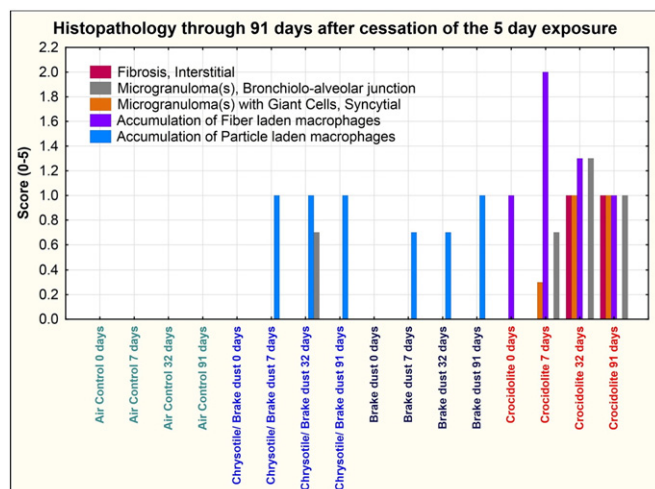 Histopathology through 91 days after cessation of the 5 day exposure
Score (0-5)
2.2
2.0
1.8
1.6
1.4
1.2
1.0
0.8
0.6
0.4
0.2
0.0
Fibrosis, Interstitial
Microgranuloma(s), Bronchiolo-alveolar junction
Microgranuloma(s) with Giant Cells, Syncytial
Accumulation of Fiber laden macrophages
Accumulation of Particle laden macrophages
Air Control 0 days
Air Control 7 days
Air Control 32 days
Air Control 91 days
Chrysotile/ Brake dust 0 days
Chrysotile/ Brake dust 7 days
Chrysotile/ Brake dust 32 days
Chrysotile/ Brake dust 91 days
Brake dust 0 days
Brake dust 7 days
Brake dust 32 days
Brake dust 91 days
Crocidolite 0 days
Crocidolite 7 days
Crocidolite 32 days
Crocidolite 91 days